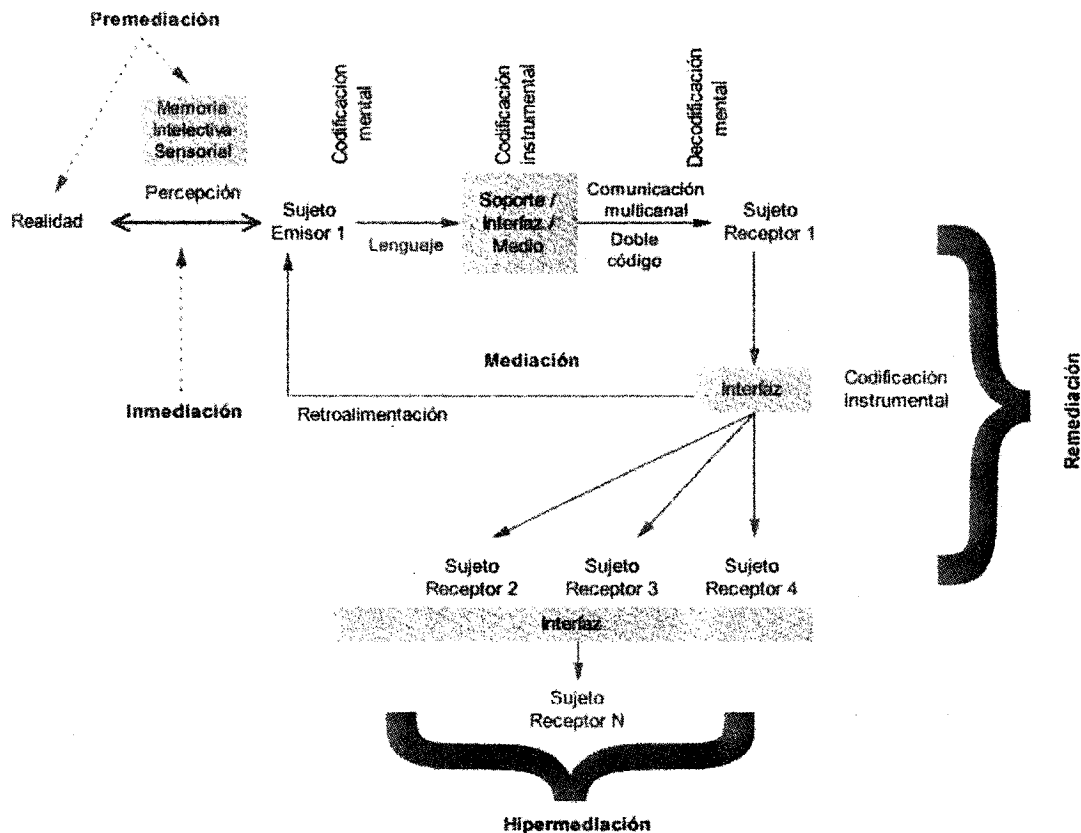 Premediación
Codificación
mental
Codificación
instrumental
Decodificación
mental
Memoria
Intelectiva
Sensorial
Percepción
Realidad
Sujeto
Emisor 1
Lenguaje
Soporte /
Interfaz /
Medio
Comunicación
multicanal
Doble
código
Sujeto
Receptor 1
Mediación
Inmediación
Retroalimentación
Interfaz
Codificación
Instrumental
Remediación
Sujeto
Receptor 2
Sujeto
Receptor 3
Sujeto
Receptor 4
Interfaz
Sujeto
Receptor N
Hipermediación